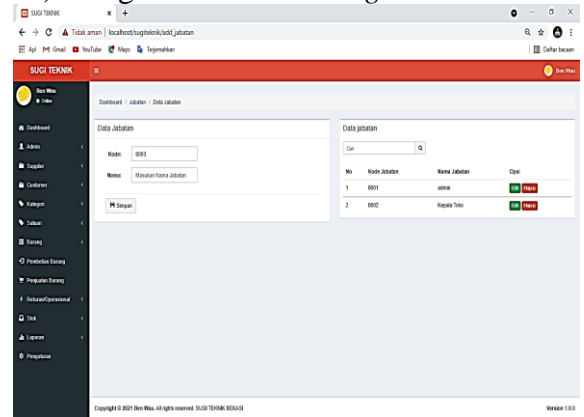 SUGI TEKNIK
Tidak aman | localhost/sugiteknik/add_jabatan
Apl Gmail YouTube Maps Terjemahkan Daftar bacaan
SUGI TEKNIK
Ben Wau
Ben Wau
Online
Dashboard / Jabatan / Data Jabatan
Dashboard
Admin
Supplier
Customer
Kategori
Satuan
Barang
Pembelian Barang
Penjualan Barang
Returan/Operasional
Stok
Laporan
Pengaturan
Data Jabatan
Kode: 0003
Nama: Masukan Nama Jabatan
Simpan
Data jabatan
Cari
No Kode Jabatan Nama Jabatan Opsi
1 0001 admin Edit Hapus
2 0002 Kepala Toko Edit Hapus
Copyright © 2021 Ben Wau. All rights reserved. SUGI TEKNIK BEKASI Version 1.0.0